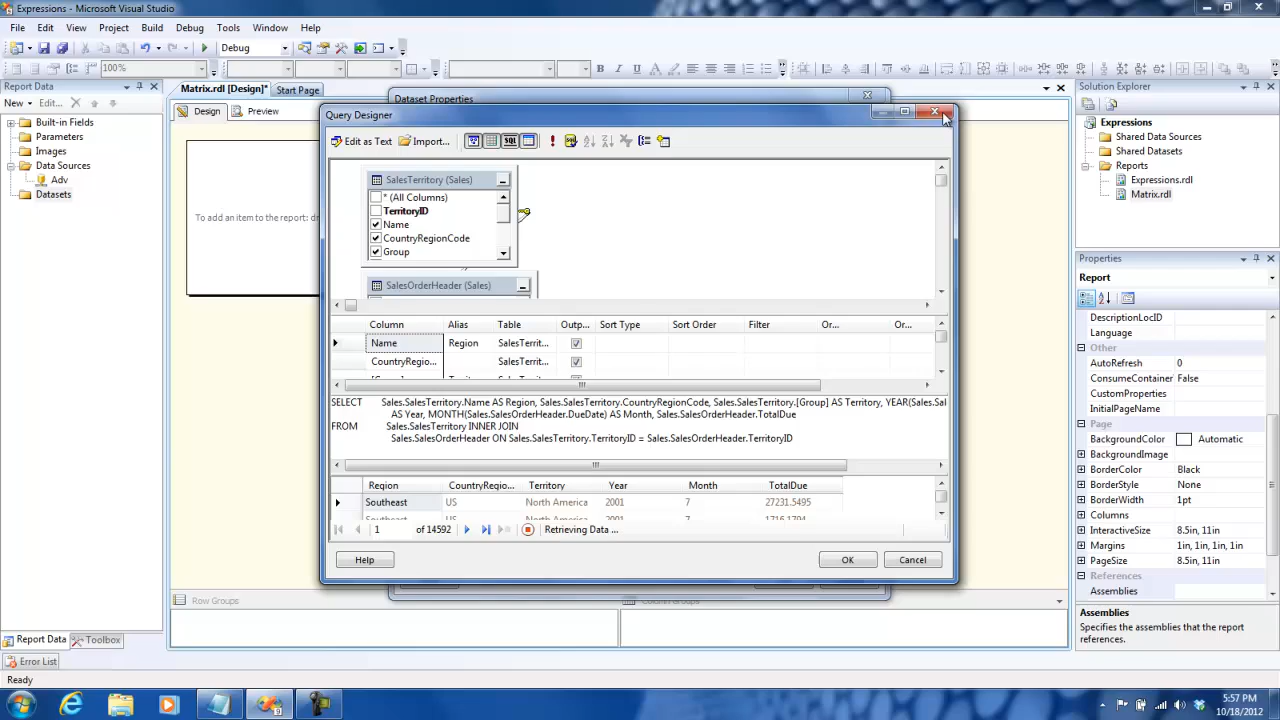 Expressions - Microsoft Visual Studio
File Edit View Project Build Debug Tools Window Help
Debug
100%
Report Data
New Edit...
Built-in Fields
Parameters
Images
Data Sources
Adv
Datasets
Matrix.rdl [Design]* Start Page
Design Preview
To add an item to the report: dr
Dataset Properties
Query Designer
Edit as Text Import...
SalesTerritory (Sales)
* (All Columns)
TerritoryID
Name
CountryRegionCode
Group
SalesOrderHeader (Sales)
Column Alias Table Outp... Sort Type Sort Order Filter Or... Or...
Name Region SalesTerrit...
CountryRegio... SalesTerrit...
SELECT Sales.SalesTerritory.Name AS Region, Sales.SalesTerritory.CountryRegionCode, Sales.SalesTerritory.[Group] AS Territory, YEAR(Sales.Sal
AS Year, MONTH(Sales.SalesOrderHeader.DueDate) AS Month, Sales.SalesOrderHeader.TotalDue
FROM Sales.SalesTerritory INNER JOIN
Sales.SalesOrderHeader ON Sales.SalesTerritory.TerritoryID = Sales.SalesOrderHeader.TerritoryID
Region CountryRegio... Territory Year Month TotalDue
Southeast US North America 2001 7 27231.5495
Southeast US North America 2001 7 1716.1794
1 of 14592 Retrieving Data ...
Help OK Cancel
Row Groups
Column Groups
Report Data Toolbox
Error List
Ready
Solution Explorer
Expressions
Shared Data Sources
Shared Datasets
Reports
Expressions.rdl
Matrix.rdl
Properties
Report
DescriptionLocID
Language
Other
AutoRefresh 0
ConsumeContainer False
CustomProperties
InitialPageName
Page
BackgroundColor Automatic
BackgroundImage
BorderColor Black
BorderStyle None
BorderWidth 1pt
Columns
InteractiveSize 8.5in, 11in
Margins 1in, 1in, 1in, 1in
PageSize 8.5in, 11in
References
Assemblies
Assemblies
Specifies the assemblies that the report
references.
5:57 PM
10/18/2012